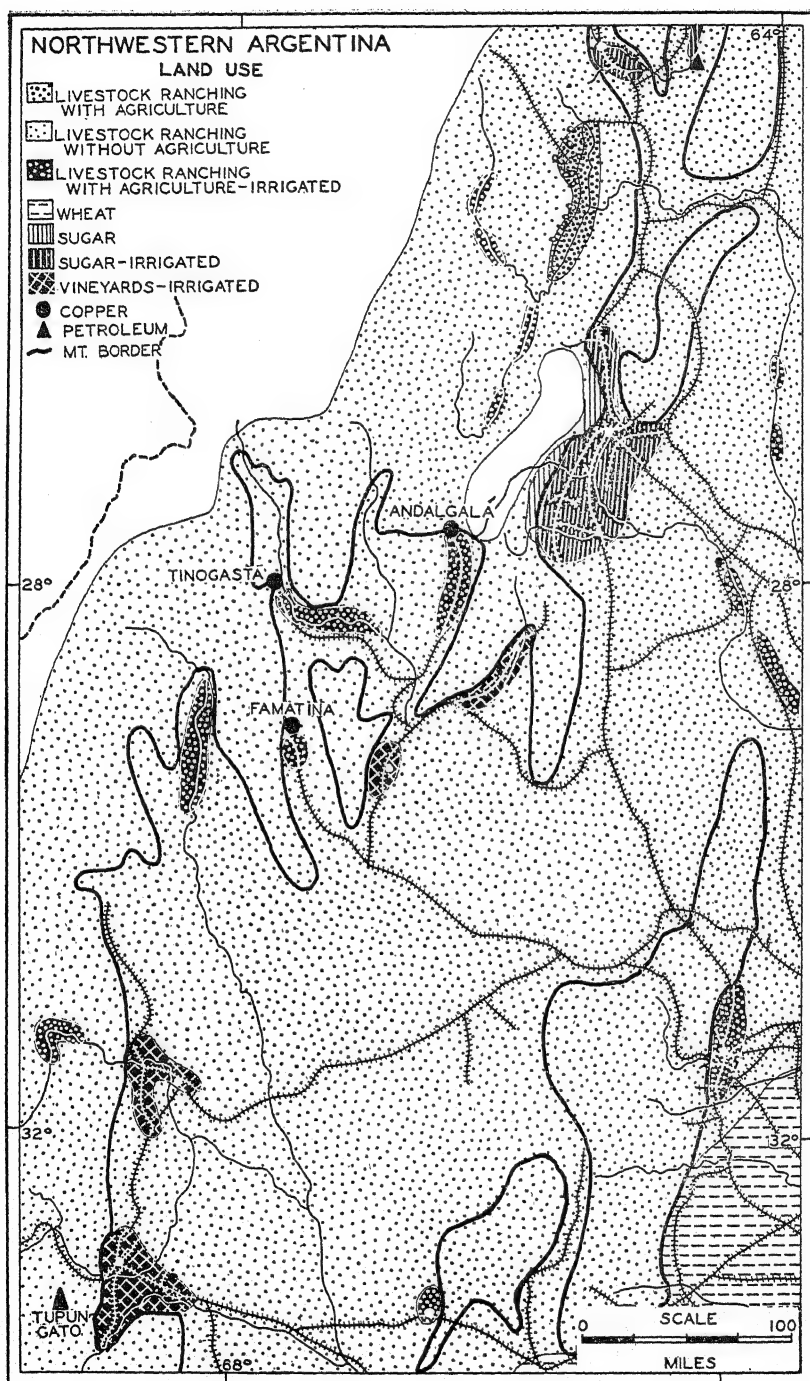 NORTHWESTERN ARGENTINA
LAND USE
LIVESTOCK RANCHING
WITH AGRICULTURE
LIVESTOCK RANCHING
WITHOUT AGRICULTURE
LIVESTOCK RANCHING
WITH AGRICULTURE-IRRIGATED
WHEAT
SUGAR
SUGAR-IRRIGATED
VINEYARDS-IRRIGATED
COPPER
PETROLEUM
MT. BORDER
64°
ANDALGALA
TINOGASTA
28°
28°
FAMATINA
32°
32°
TUPUN-
GATO
68°
SCALE
0 100
MILES